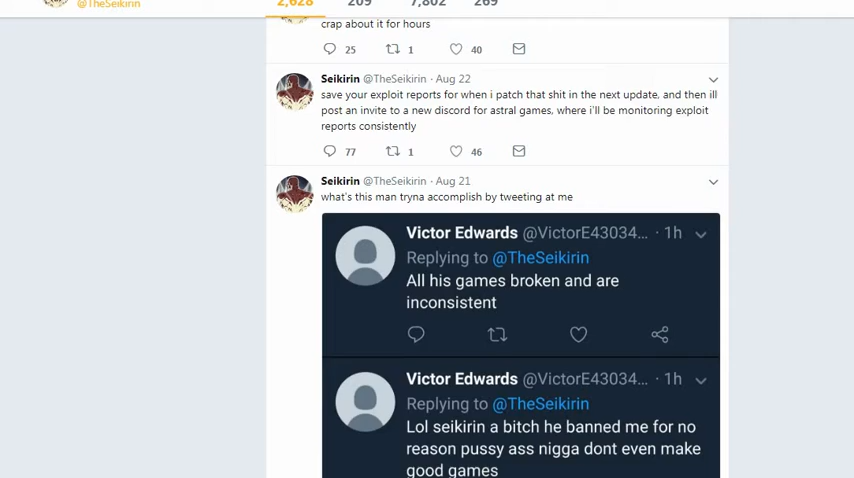 @TheSeikirin
2,628 209 7,802 269
crap about it for hours
25 1 40
Seikirin @TheSeikirin · Aug 22
save your exploit reports for when i patch that shit in the next update, and then ill
post an invite to a new discord for astral games, where i'll be monitoring exploit
reports consistently
77 1 46
Seikirin @TheSeikirin · Aug 21
what's this man tryna accomplish by tweeting at me
Victor Edwards @VictorE43034... · 1h
Replying to @TheSeikirin
All his games broken and are
inconsistent
Victor Edwards @VictorE43034... · 1h
Replying to @TheSeikirin
Lol seikirin a bitch he banned me for no
reason pussy ass nigga dont even make
good games